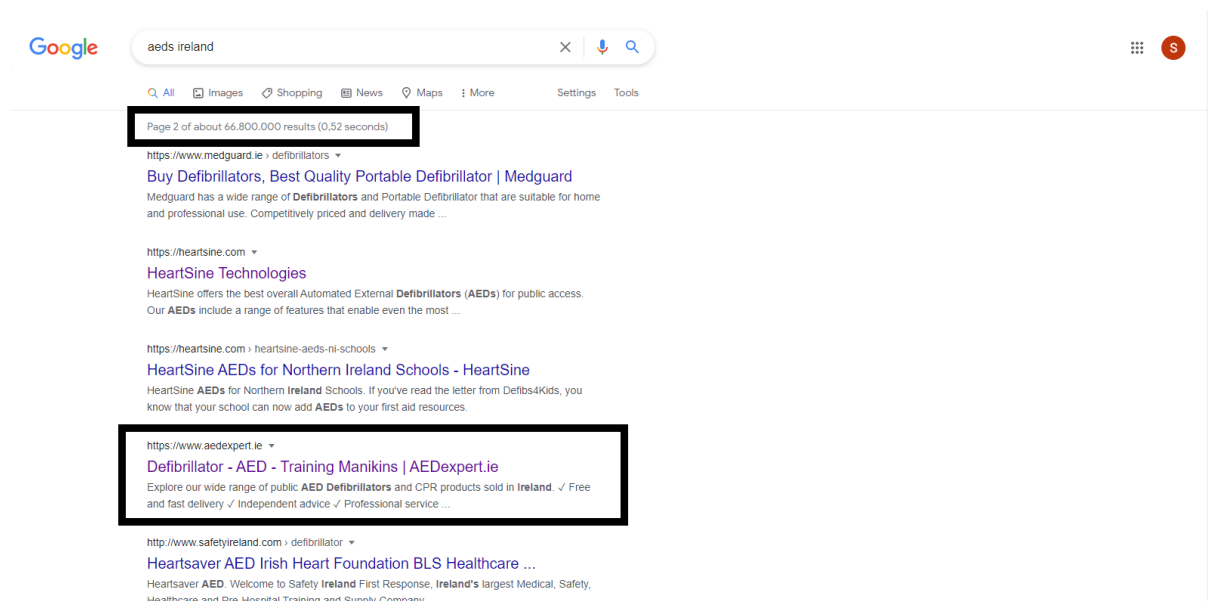 Google
aeds ireland
S
All Images Shopping News Maps More Settings Tools
Page 2 of about 66.800.000 results (0,52 seconds)
https://www.medguard.ie › defibrillators
Buy Defibrillators, Best Quality Portable Defibrillator | Medguard
Medguard has a wide range of Defibrillators and Portable Defibrillator that are suitable for home
and professional use. Competitively priced and delivery made ...
https://heartsine.com
HeartSine Technologies
HeartSine offers the best overall Automated External Defibrillators (AEDs) for public access.
Our AEDs include a range of features that enable even the most ...
https://heartsine.com › heartsine-aeds-ni-schools
HeartSine AEDs for Northern Ireland Schools - HeartSine
HeartSine AEDs for Northern Ireland Schools. If you've read the letter from Defibs4Kids, you
know that your school can now add AEDs to your first aid resources.
https://www.aedexpert.ie
Defibrillator - AED - Training Manikins | AEDexpert.ie
Explore our wide range of public AED Defibrillators and CPR products sold in Ireland. ✓ Free
and fast delivery ✓ Independent advice ✓ Professional service ...
http://www.safetyireland.com › defibrillator
Heartsaver AED Irish Heart Foundation BLS Healthcare ...
Heartsaver AED. Welcome to Safety Ireland First Response, Ireland's largest Medical, Safety,
Healthcare and Pre-Hospital Training and Supply Company